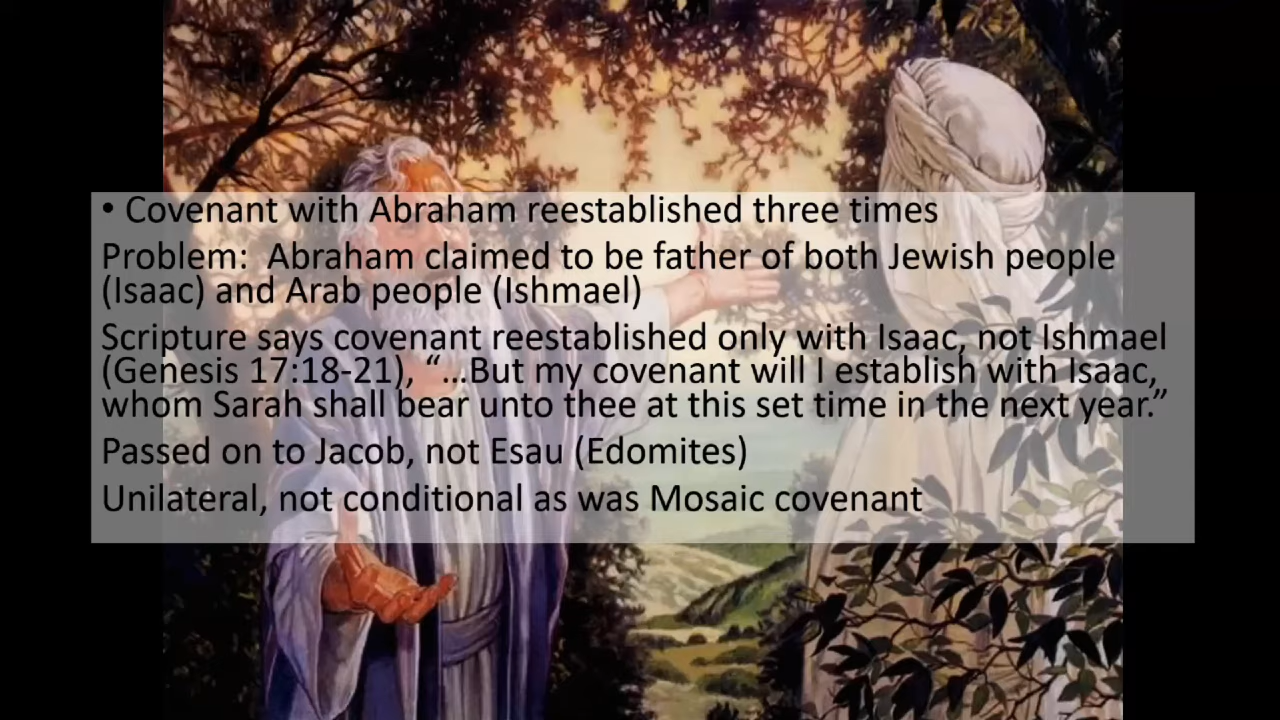 • Covenant with Abraham reestablished three times
Problem:  Abraham claimed to be father of both Jewish people
(Isaac) and Arab people (Ishmael)
Scripture says covenant reestablished only with Isaac, not Ishmael
(Genesis 17:18-21), “…But my covenant will I establish with Isaac,
whom Sarah shall bear unto thee at this set time in the next year.”
Passed on to Jacob, not Esau (Edomites)
Unilateral, not conditional as was Mosaic covenant